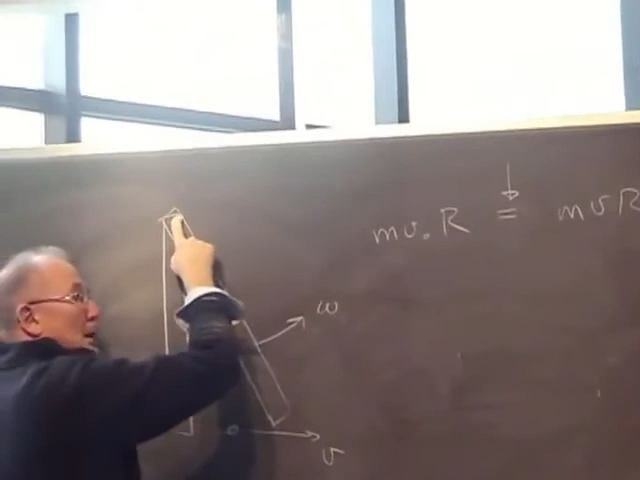 mv₀R = mvR
ω
v